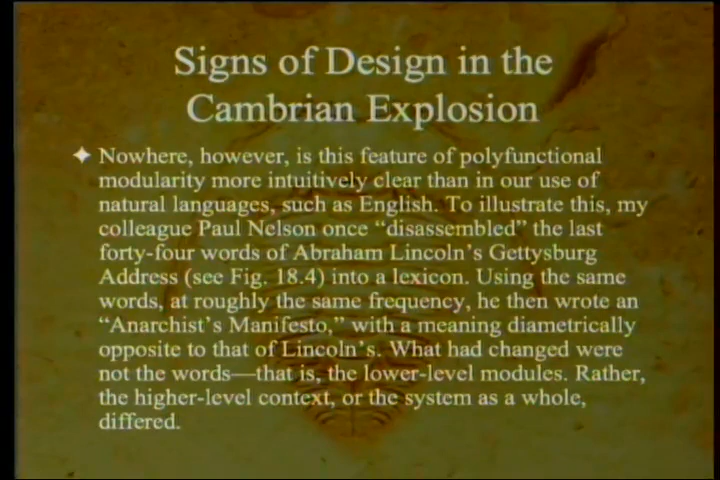 Signs of Design in the
Cambrian Explosion
Nowhere, however, is this feature of polyfunctional
modularity more intuitively clear than in our use of
natural languages, such as English. To illustrate this, my
colleague Paul Nelson once “disassembled” the last
forty-four words of Abraham Lincoln’s Gettysburg
Address (see Fig. 18.4) into a lexicon. Using the same
words, at roughly the same frequency, he then wrote an
“Anarchist’s Manifesto,” with a meaning diametrically
opposite to that of Lincoln’s. What had changed were
not the words—that is, the lower-level modules. Rather,
the higher-level context, or the system as a whole,
differed.